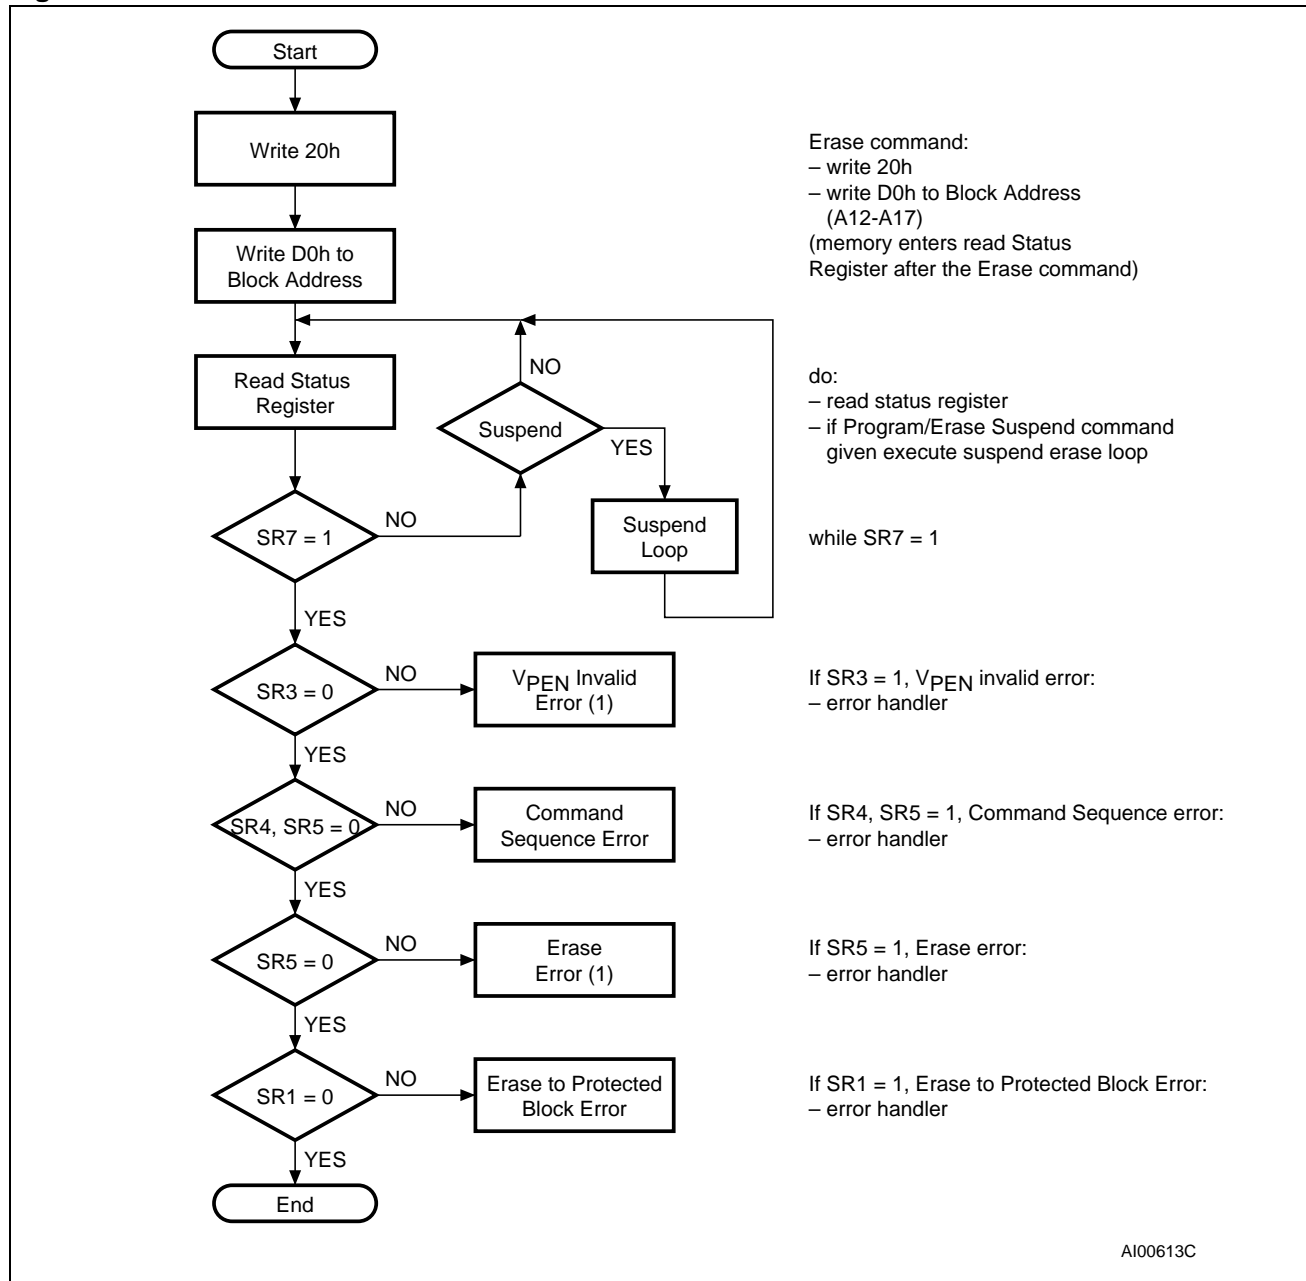 Start
Write 20h
Erase command:
– write 20h
– write D0h to Block Address
(A12-A17)
(memory enters read Status
Register after the Erase command)
Write D0h to
Block Address
NO
Read Status
Register
Suspend
YES
do:
– read status register
– if Program/Erase Suspend command
given execute suspend erase loop
SR7 = 1
NO
Suspend
Loop
while SR7 = 1
YES
SR3 = 0
NO
VPEN Invalid
Error (1)
If SR3 = 1, VPEN invalid error:
– error handler
YES
SR4, SR5 = 0
NO
Command
Sequence Error
If SR4, SR5 = 1, Command Sequence error:
– error handler
YES
SR5 = 0
NO
Erase
Error (1)
If SR5 = 1, Erase error:
– error handler
YES
SR1 = 0
NO
Erase to Protected
Block Error
If SR1 = 1, Erase to Protected Block Error:
– error handler
YES
End
AI00613C